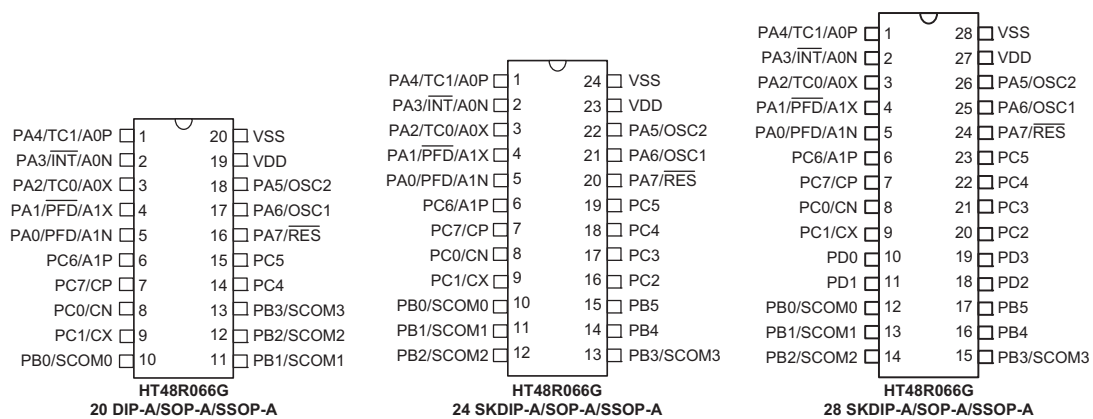 PA4/TC1/A0P 1 20 VSS
PA3/INT/A0N 2 19 VDD
PA2/TC0/A0X 3 18 PA5/OSC2
PA1/PFD/A1X 4 17 PA6/OSC1
PA0/PFD/A1N 5 16 PA7/RES
PC6/A1P 6 15 PC5
PC7/CP 7 14 PC4
PC0/CN 8 13 PB3/SCOM3
PC1/CX 9 12 PB2/SCOM2
PB0/SCOM0 10 11 PB1/SCOM1
HT48R066G
20 DIP-A/SOP-A/SSOP-A
PA4/TC1/A0P 1 24 VSS
PA3/INT/A0N 2 23 VDD
PA2/TC0/A0X 3 22 PA5/OSC2
PA1/PFD/A1X 4 21 PA6/OSC1
PA0/PFD/A1N 5 20 PA7/RES
PC6/A1P 6 19 PC5
PC7/CP 7 18 PC4
PC0/CN 8 17 PC3
PC1/CX 9 16 PC2
PB0/SCOM0 10 15 PB5
PB1/SCOM1 11 14 PB4
PB2/SCOM2 12 13 PB3/SCOM3
HT48R066G
24 SKDIP-A/SOP-A/SSOP-A
PA4/TC1/A0P 1 28 VSS
PA3/INT/A0N 2 27 VDD
PA2/TC0/A0X 3 26 PA5/OSC2
PA1/PFD/A1X 4 25 PA6/OSC1
PA0/PFD/A1N 5 24 PA7/RES
PC6/A1P 6 23 PC5
PC7/CP 7 22 PC4
PC0/CN 8 21 PC3
PC1/CX 9 20 PC2
PD0 10 19 PD3
PD1 11 18 PD2
PB0/SCOM0 12 17 PB5
PB1/SCOM1 13 16 PB4
PB2/SCOM2 14 15 PB3/SCOM3
HT48R066G
28 SKDIP-A/SOP-A/SSOP-A